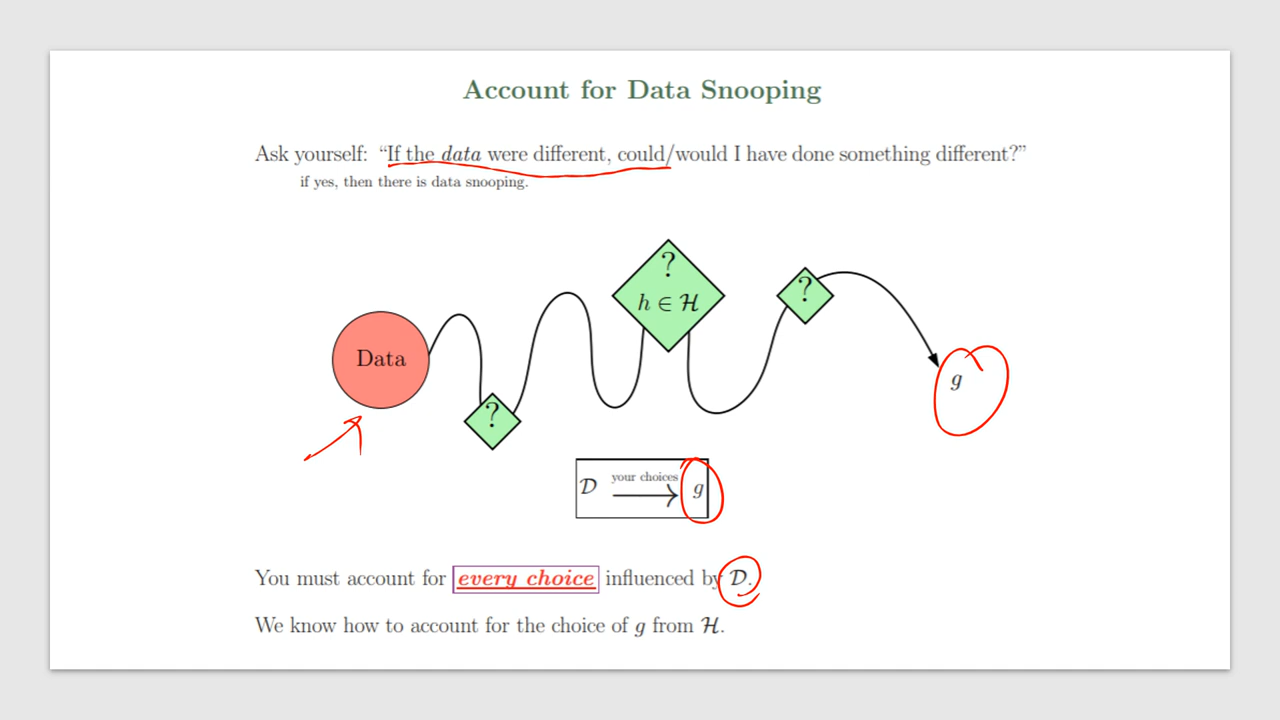 Account for Data Snooping
Ask yourself: “If the data were different, could/would I have done something different?”
if yes, then there is data snooping.
?
h ∈ ℋ
?
Data
g
?
𝒟 your choices ⟶ g
You must account for every choice influenced by 𝒟.
We know how to account for the choice of g from ℋ.